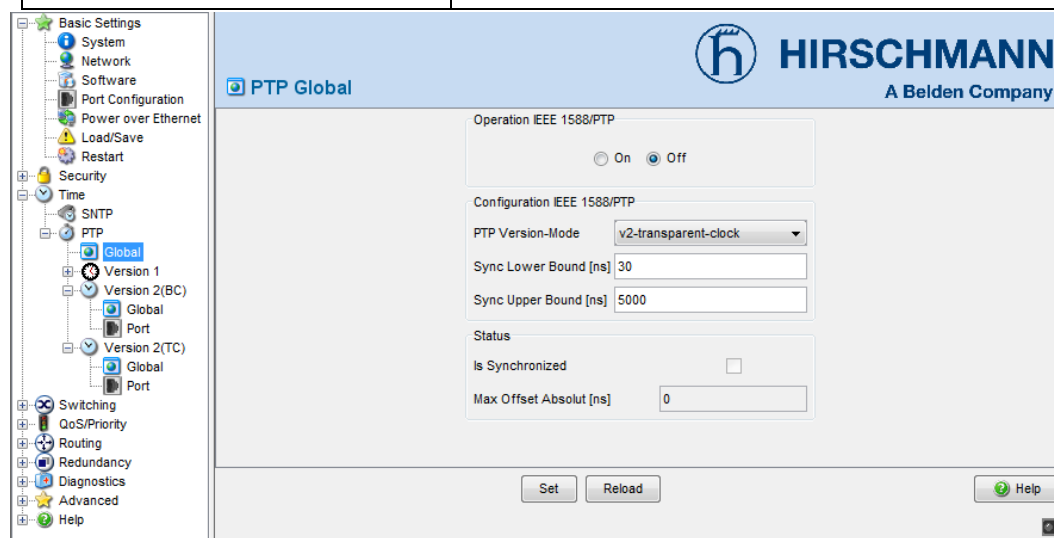 Basic Settings
System
Network
Software
Port Configuration
Power over Ethernet
Load/Save
Restart
Security
Time
SNTP
PTP
Global
Version 1
Version 2(BC)
Global
Port
Version 2(TC)
Global
Port
Switching
QoS/Priority
Routing
Redundancy
Diagnostics
Advanced
Help
PTP Global
HIRSCHMANN
A Belden Company
Operation IEEE 1588/PTP
On Off
Configuration IEEE 1588/PTP
PTP Version-Mode v2-transparent-clock
Sync Lower Bound [ns] 30
Sync Upper Bound [ns] 5000
Status
Is Synchronized
Max Offset Absolut [ns] 0
Set Reload Help